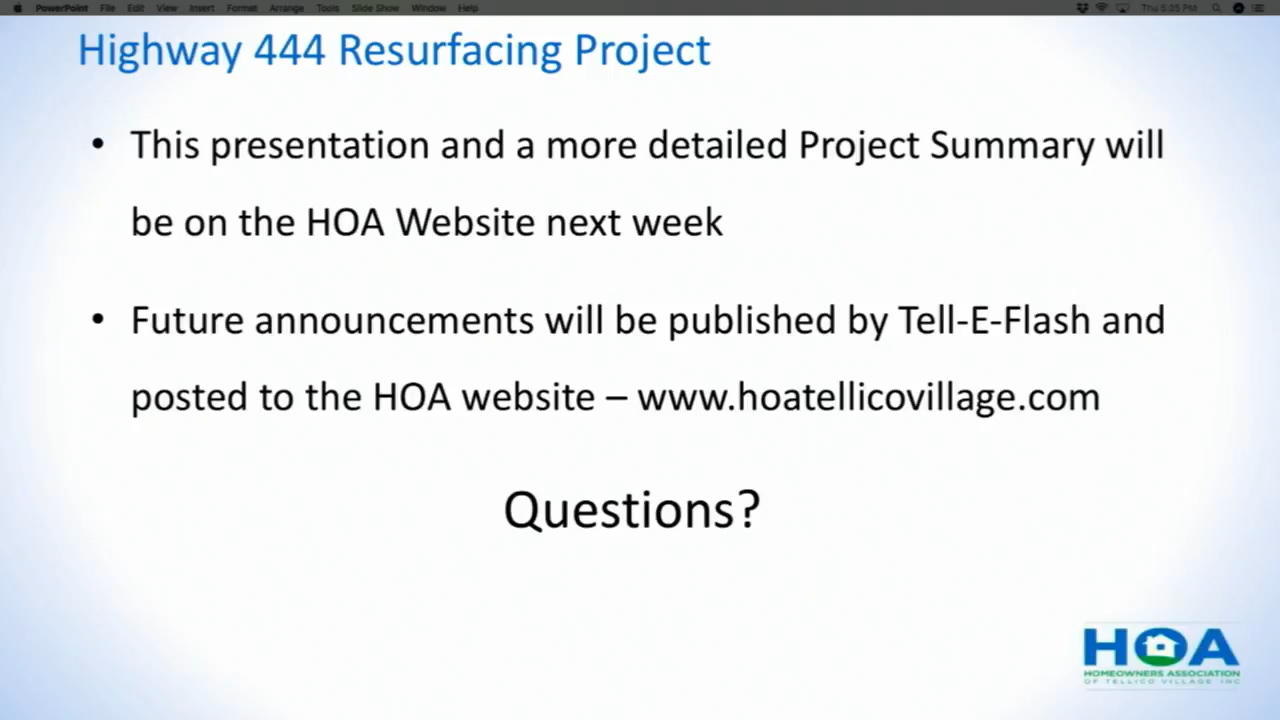 PowerPoint File Edit View Insert Format Arrange Tools Slide Show Window Help Thu 5:35 PM
Highway 444 Resurfacing Project
• This presentation and a more detailed Project Summary will
be on the HOA Website next week
• Future announcements will be published by Tell-E-Flash and
posted to the HOA website – www.hoatellicovillage.com
Questions?
HOA
HOMEOWNERS ASSOCIATION
OF TELLICO VILLAGE INC